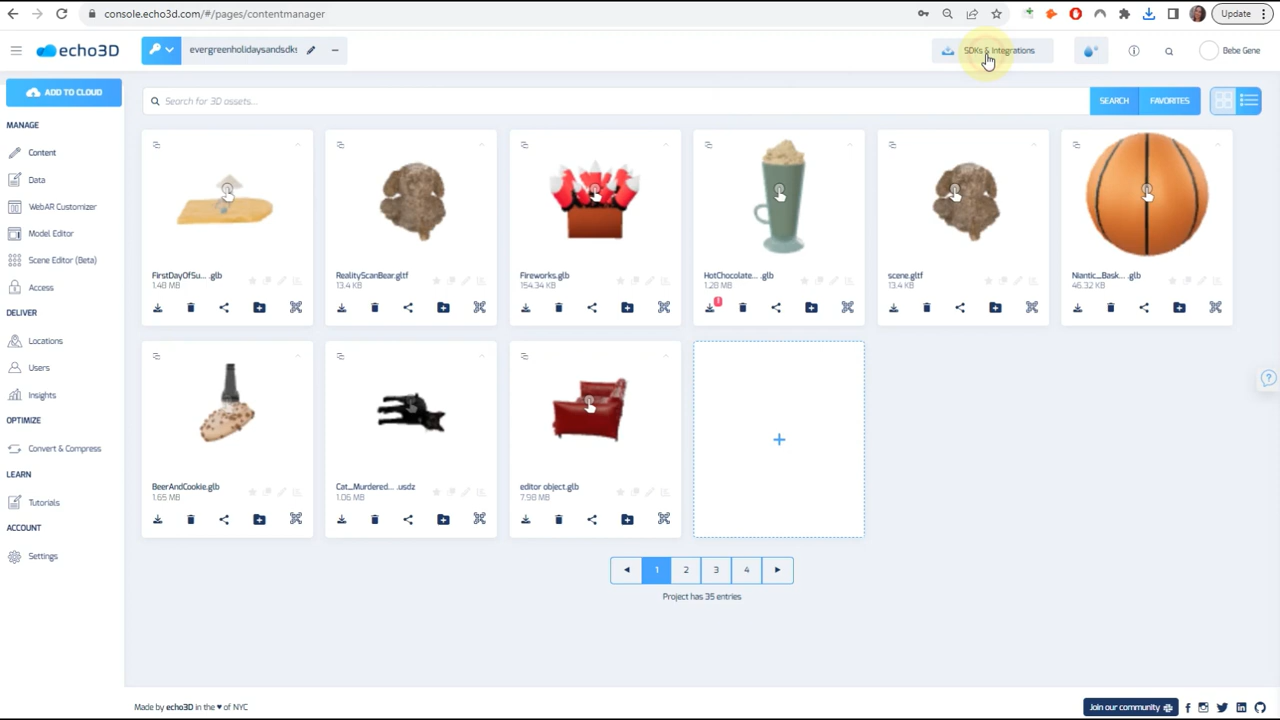 console.echo3d.com/#/pages/contentmanager
Update
echo3D
evergreenholidaysandsdks
SDKs & Integrations
Bebe Gene
ADD TO CLOUD
Search for 3D assets...
SEARCH
FAVORITES
MANAGE
Content
Data
WebAR Customizer
Model Editor
Scene Editor (Beta)
Access
DELIVER
Locations
Users
Insights
OPTIMIZE
Convert & Compress
LEARN
Tutorials
ACCOUNT
Settings
FirstDayOfSu... .glb
1.48 MB
RealityScanBear.gltf
13.4 KB
Fireworks.glb
154.34 KB
HotChocolate... .glb
1.28 MB
scene.gltf
13.4 KB
Niantic_Bask... .glb
46.32 KB
BeerAndCookie.glb
1.65 MB
Cat_Murdered... .usdz
1.06 MB
editor object.glb
7.98 MB
1
2
3
4
Project has 35 entries
Made by echo3D in the ♥ of NYC
Join our community